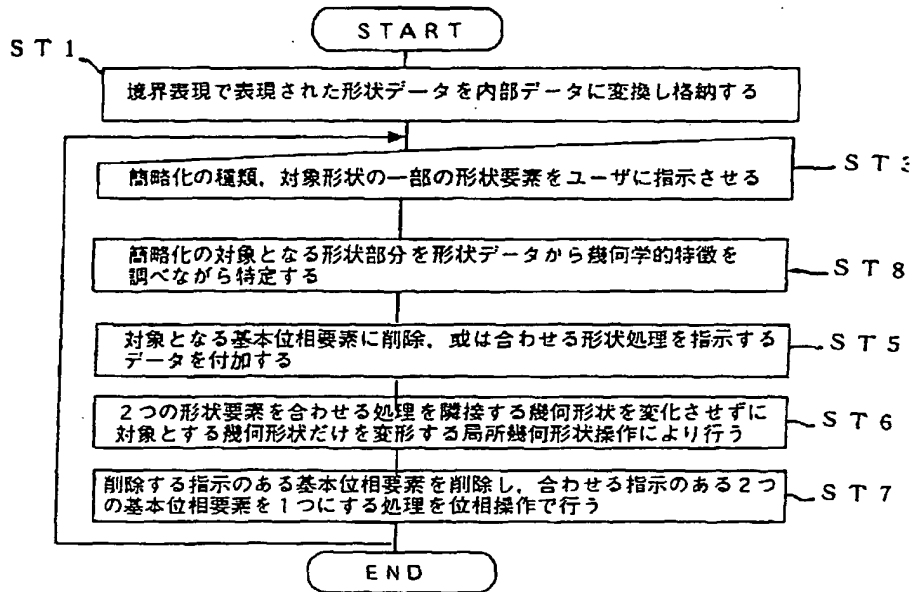 START
ST1
境界表現で表現された形状データを内部データに変換し格納する
簡略化の種類,対象形状の一部の形状要素をユーザに指示させる
ST3
簡略化の対象となる形状部分を形状データから幾何学的特徴を
調べながら特定する
ST8
対象となる基本位相要素に削除,或は合わせる形状処理を指示する
データを付加する
ST5
2つの形状要素を合わせる処理を隣接する幾何形状を変化させずに
対象とする幾何形状だけを変形する局所幾何形状操作により行う
ST6
削除する指示のある基本位相要素を削除し,合わせる指示のある2つ
の基本位相要素を1つにする処理を位相操作で行う
ST7
END